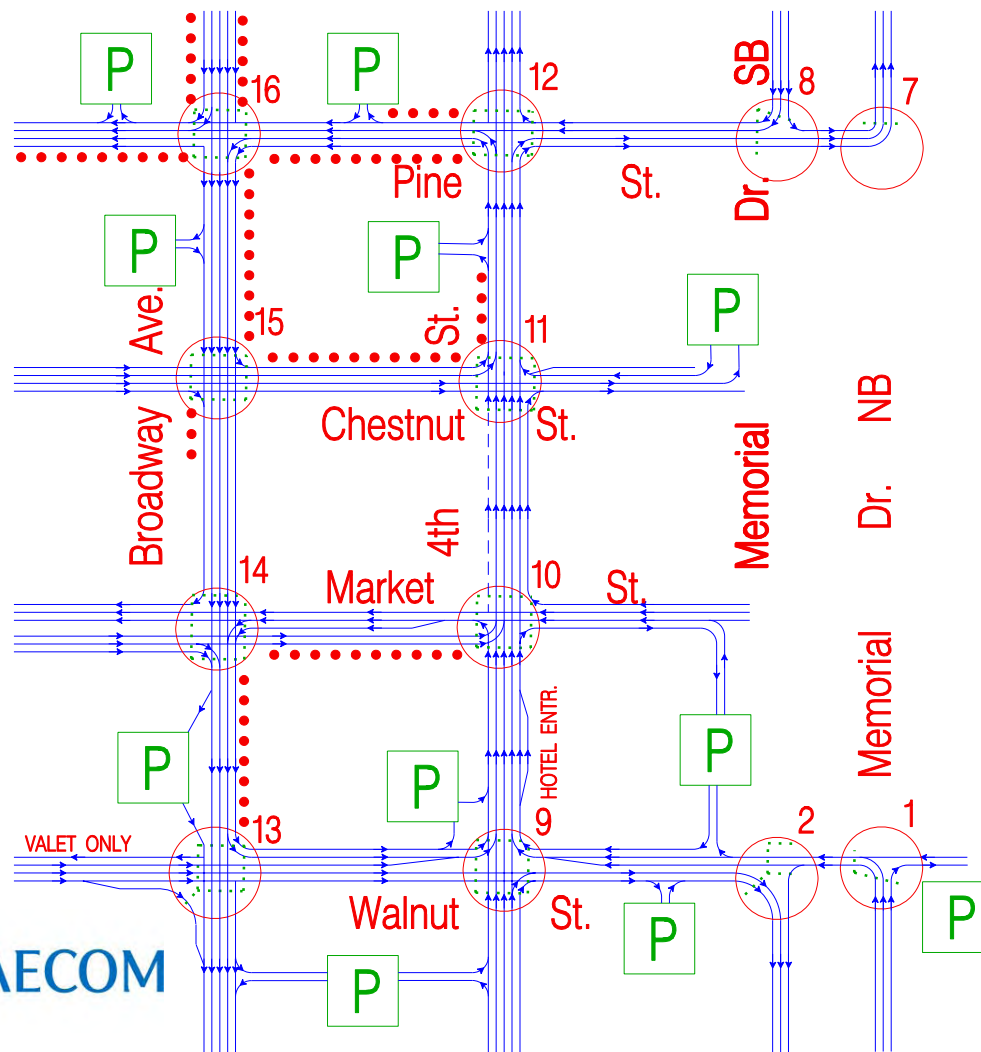 SB
P
P
16
12
8
7
Pine
St.
Dr.
P
P
Ave.
15
St.
11
P
Chestnut
St.
Broadway
4th
Memorial
NB
Dr.
14
Market
10
St.
Memorial
P
P
P
HOTEL ENTR.
VALET ONLY
13
9
2
1
Walnut
St.
P
P
P
AECOM